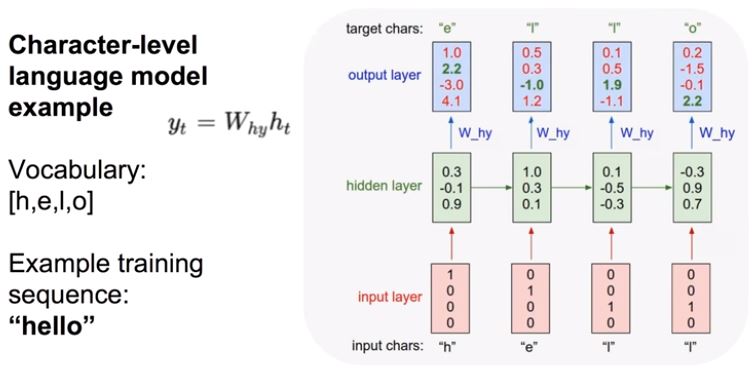 Character-level
language model
example
y_t = W_{hy}h_t
Vocabulary:
[h,e,l,o]
Example training
sequence:
“hello”
target chars: “e” “l” “l” “o”
output layer
1.0 0.5 0.1 0.2
2.2 0.3 0.5 -1.5
-3.0 -1.0 1.9 -0.1
4.1 1.2 -1.1 2.2
W_hy W_hy W_hy W_hy
hidden layer
0.3 1.0 0.1 -0.3
-0.1 0.3 -0.5 0.9
0.9 0.1 -0.3 0.7
input layer
1 0 0 0
0 1 0 0
0 0 1 1
0 0 0 0
input chars: “h” “e” “l” “l”